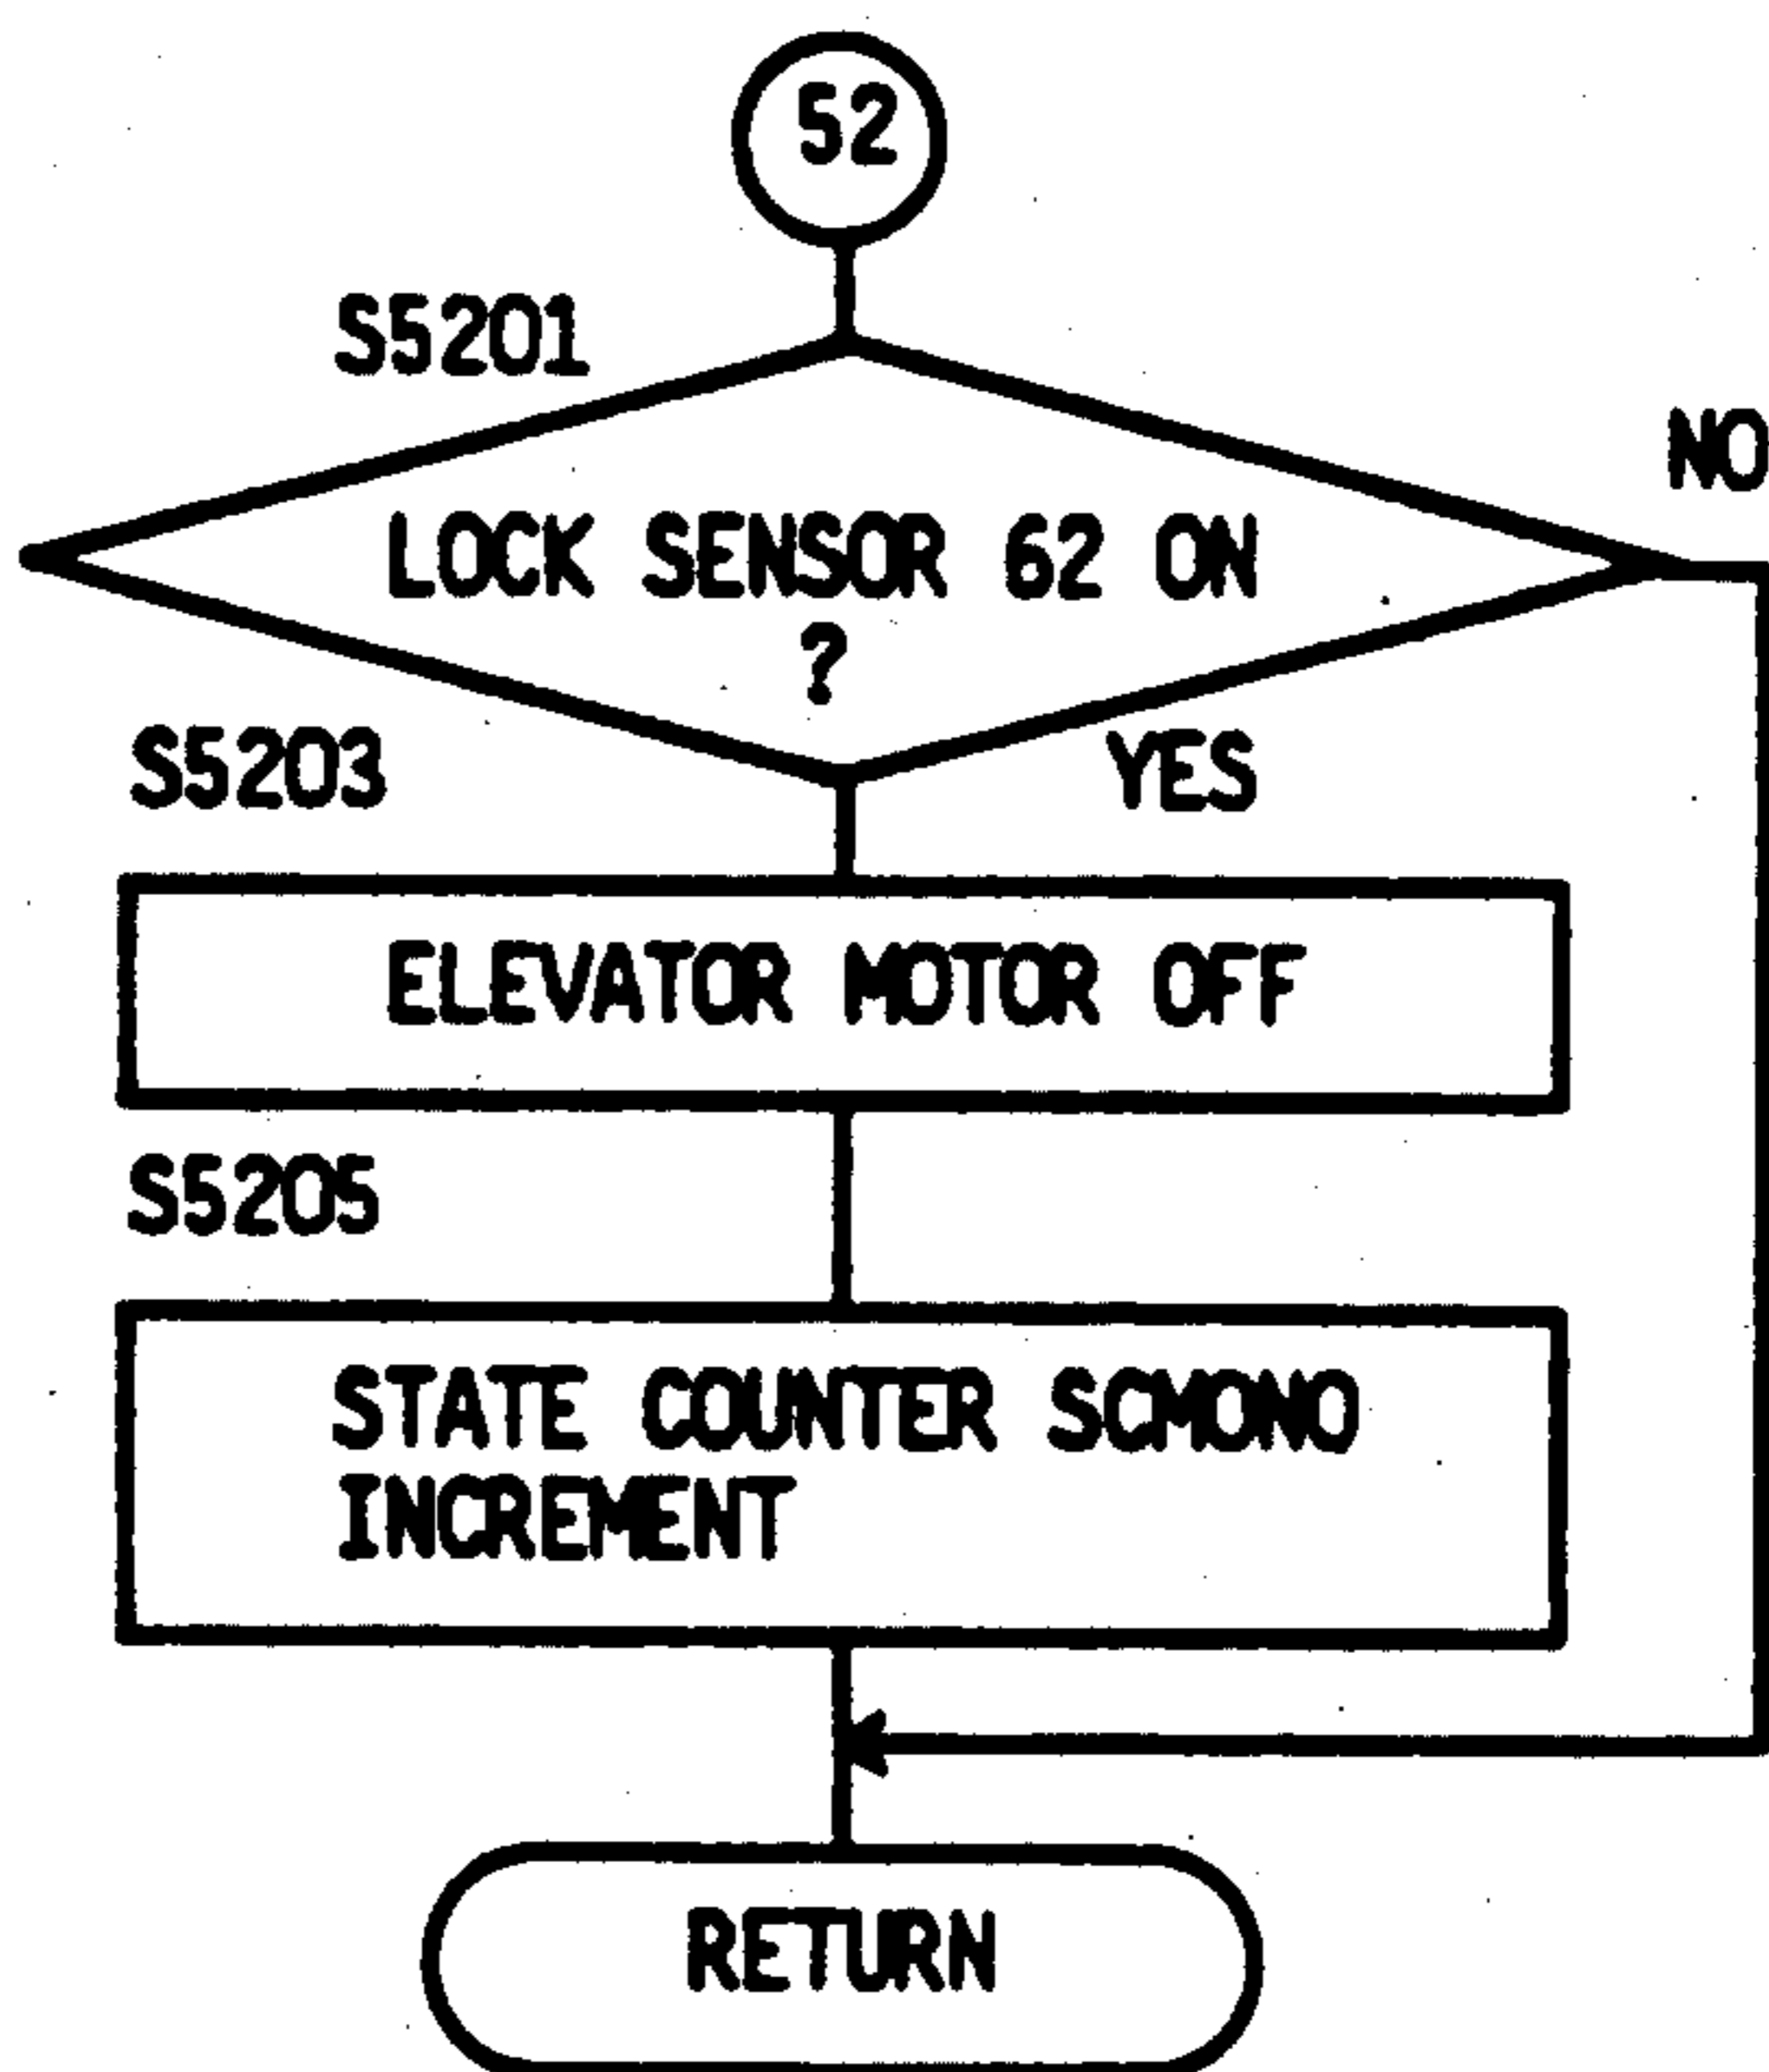 52
S5201
NO
LOCK SENSOR 62 ON
?
S5203
YES
ELEVATOR MOTOR OFF
S5205
STATE COUNTER SCMONO
INCREMENT
RETURN